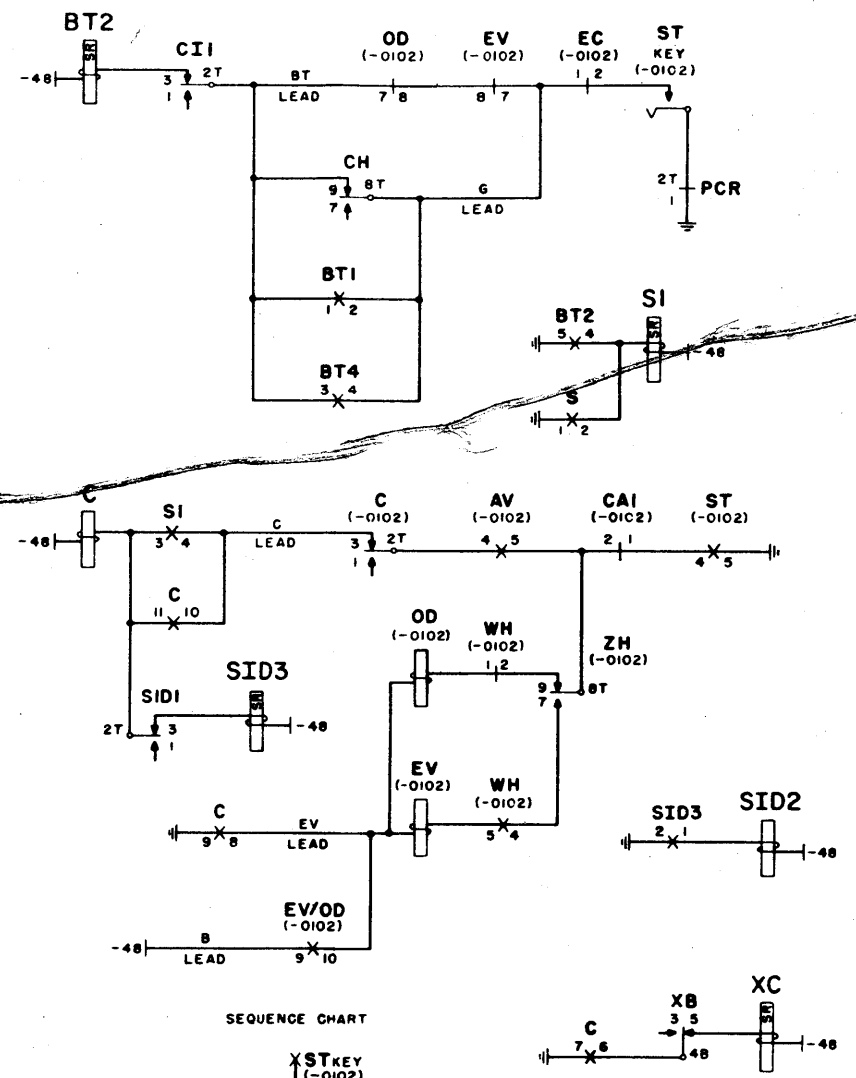 BT2
SR
-48
CI1
3 2T
1
BT
LEAD
OD
(-0102)
7 8
EV
(-0102)
8 7
EC
(-0102)
1 2
ST
KEY
(-0102)
2T
1
PCR
CH
9 8T
7
G
LEAD
BT1
1 2
BT4
3 4
BT2
5 4
S1
SR
-48
S
1 2
C
-48
S1
3 4
C
LEAD
C
(-0102)
3 2T
1
AV
(-0102)
4 5
CA1
(-0102)
2 1
ST
(-0102)
4 5
C
11 10
OD
(-0102)
WH
(-0102)
1 2
ZH
(-0102)
9 8T
7
SID1
2T 3
1
SID3
SR
-48
EV
(-0102)
WH
(-0102)
5 4
C
9 8
EV
LEAD
SID3
2 1
SID2
-48
EV/OD
(-0102)
-48
B
LEAD
9 10
SEQUENCE CHART
ST KEY
(-0102)
C
7 6
XB
3 5
4B
XC
SR
-48